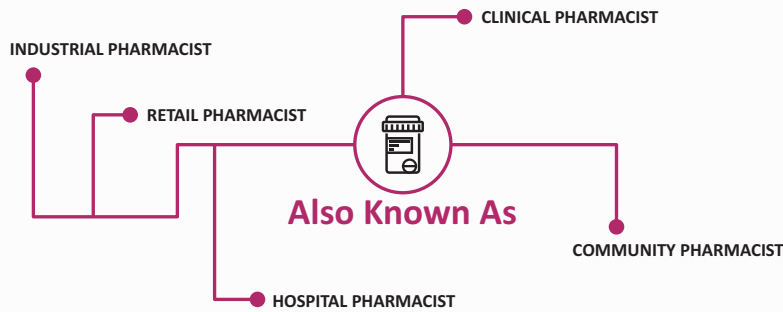 CLINICAL PHARMACIST
INDUSTRIAL PHARMACIST
RETAIL PHARMACIST
Also Known As
COMMUNITY PHARMACIST
HOSPITAL PHARMACIST